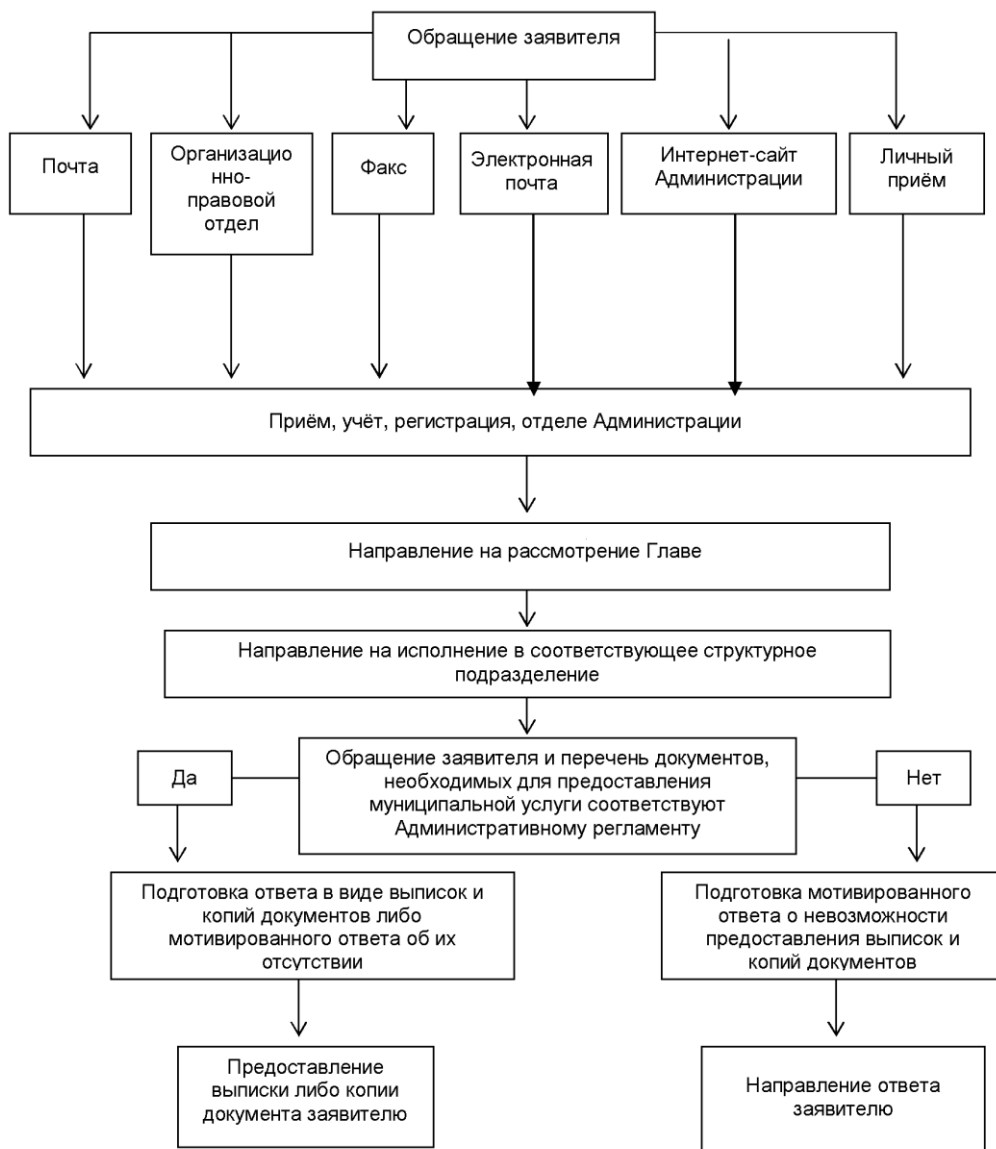 Обращение заявителя
Почта
Организацио
нно-
правовой
отдел
Факс
Электронная
почта
Интернет-сайт
Администрации
Личный
приём
Приём, учёт, регистрация, отделе Администрации
Направление на рассмотрение Главе
Направление на исполнение в соответствующее структурное
подразделение
Да
Обращение заявителя и перечень документов,
необходимых для предоставления
муниципальной услуги соответствуют
Административному регламенту
Нет
Подготовка ответа в виде выписок и
копий документов либо
мотивированного ответа об их
отсутствии
Подготовка мотивированного
ответа о невозможности
предоставления выписок и
копий документов
Предоставление
выписки либо копии
документа заявителю
Направление ответа
заявителю